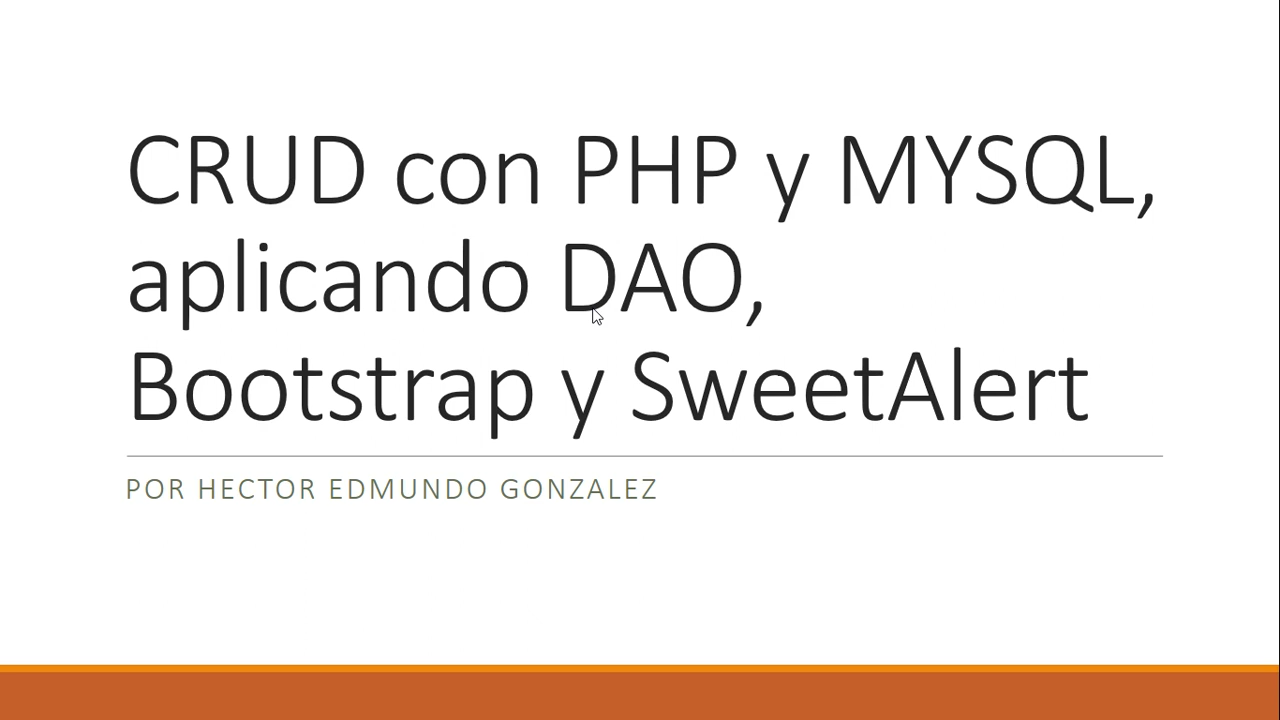 CRUD con PHP y MYSQL,
aplicando DAO,
Bootstrap y SweetAlert
POR HECTOR EDMUNDO GONZALEZ